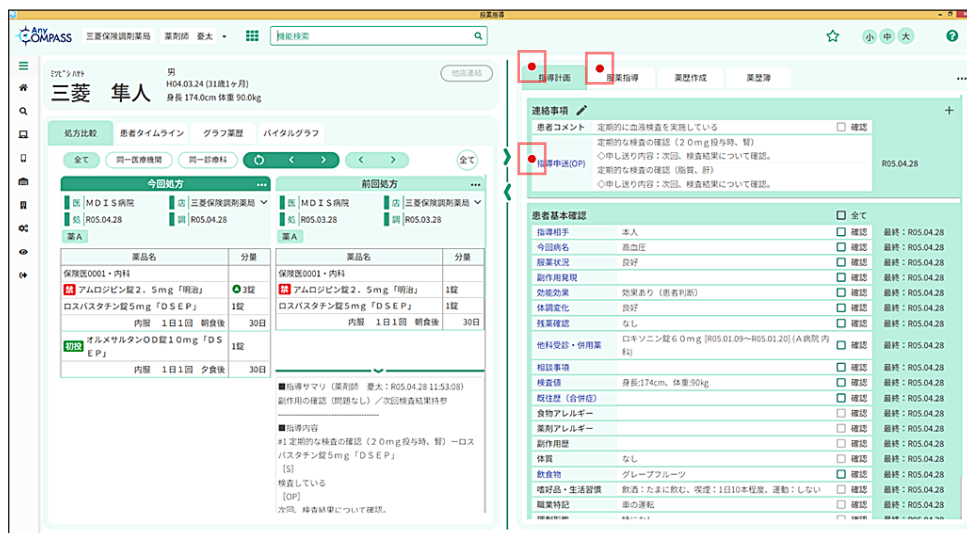 投薬指導
AnyCOMPASS 三菱保険調剤薬局 薬剤師 憂太 機能検索 小 中 大 ?
ﾐﾂﾋﾞｼ ﾊﾔﾄ
三菱 隼人
男
H04.03.24 (31歳1ヶ月)
身長 174.0cm 体重 90.0kg
他店連結
処方比較 患者タイムライン グラフ薬歴 バイタルグラフ
全て 同一医療機関 同一診療科 全て
今回処方 ...
医 MDIS病院 店 三菱保険調剤薬局
処 R05.04.28 調 R05.04.28
薬A
薬品名 分量
保険医0001・内科
禁 アムロジピン錠2．5mg「明治」 3錠
ロスバスタチン錠5mg「DSEP」 1錠
内服 1日1回 朝食後 30日
初投 オルメサルタンOD錠10mg「DS
EP」 1錠
内服 1日1回 夕食後 30日
前回処方 ...
医 MDIS病院 店 三菱保険調剤薬局
処 R05.03.28 調 R05.03.28
薬A
薬品名 分量
保険医0001・内科
禁 アムロジピン錠2．5mg「明治」 1錠
ロスバスタチン錠5mg「DSEP」 1錠
内服 1日1回 朝食後 30日
■指導サマリ（薬剤師 憂太：R05.04.28 11:53:08）
副作用の確認（問題なし）／次回検査結果持参
----------------------------------------
■指導内容
#1 定期的な検査の確認（20mg投与時、腎）ーロス
バスタチン錠5mg「DSEP」
[S]
検査している
[OP]
次回、検査結果について確認。
指導計画 服薬指導 薬歴作成 薬歴簿 ...
連絡事項 +
患者コメント 定期的に血液検査を実施している 確認
指導申送(OP) 定期的な検査の確認（20mg投与時、腎）
◇申し送り内容：次回、検査結果について確認。
定期的な検査の確認（脂質、肝） R05.04.28
◇申し送り内容：次回、検査結果について確認。
患者基本確認 全て
指導相手 本人 確認 最終：R05.04.28
今回病名 高血圧 確認 最終：R05.04.28
服薬状況 良好 確認 最終：R05.04.28
副作用発現 確認 最終：R05.04.28
効能効果 効果あり（患者判断） 確認 最終：R05.04.28
体調変化 良好 確認 最終：R05.04.28
残薬確認 なし 確認 最終：R05.04.28
他科受診・併用薬 ロキソニン錠60mg [R05.01.09～R05.01.20] (A病院 内
科) 確認 最終：R05.04.28
相談事項 確認 最終：R05.04.28
検査値 身長:174cm、体重:90kg 確認 最終：R05.04.28
既往歴（合併症） 確認 最終：R05.04.28
食物アレルギー 確認 最終：R05.04.28
薬剤アレルギー 確認 最終：R05.04.28
副作用歴 確認 最終：R05.04.28
体質 なし 確認 最終：R05.04.28
飲食物 グレープフルーツ 確認 最終：R05.04.28
嗜好品・生活習慣 飲酒：たまに飲む、喫煙：1日10本程度、運動：しない 確認 最終：R05.04.28
職業特記 車の運転 確認 最終：R05.04.28